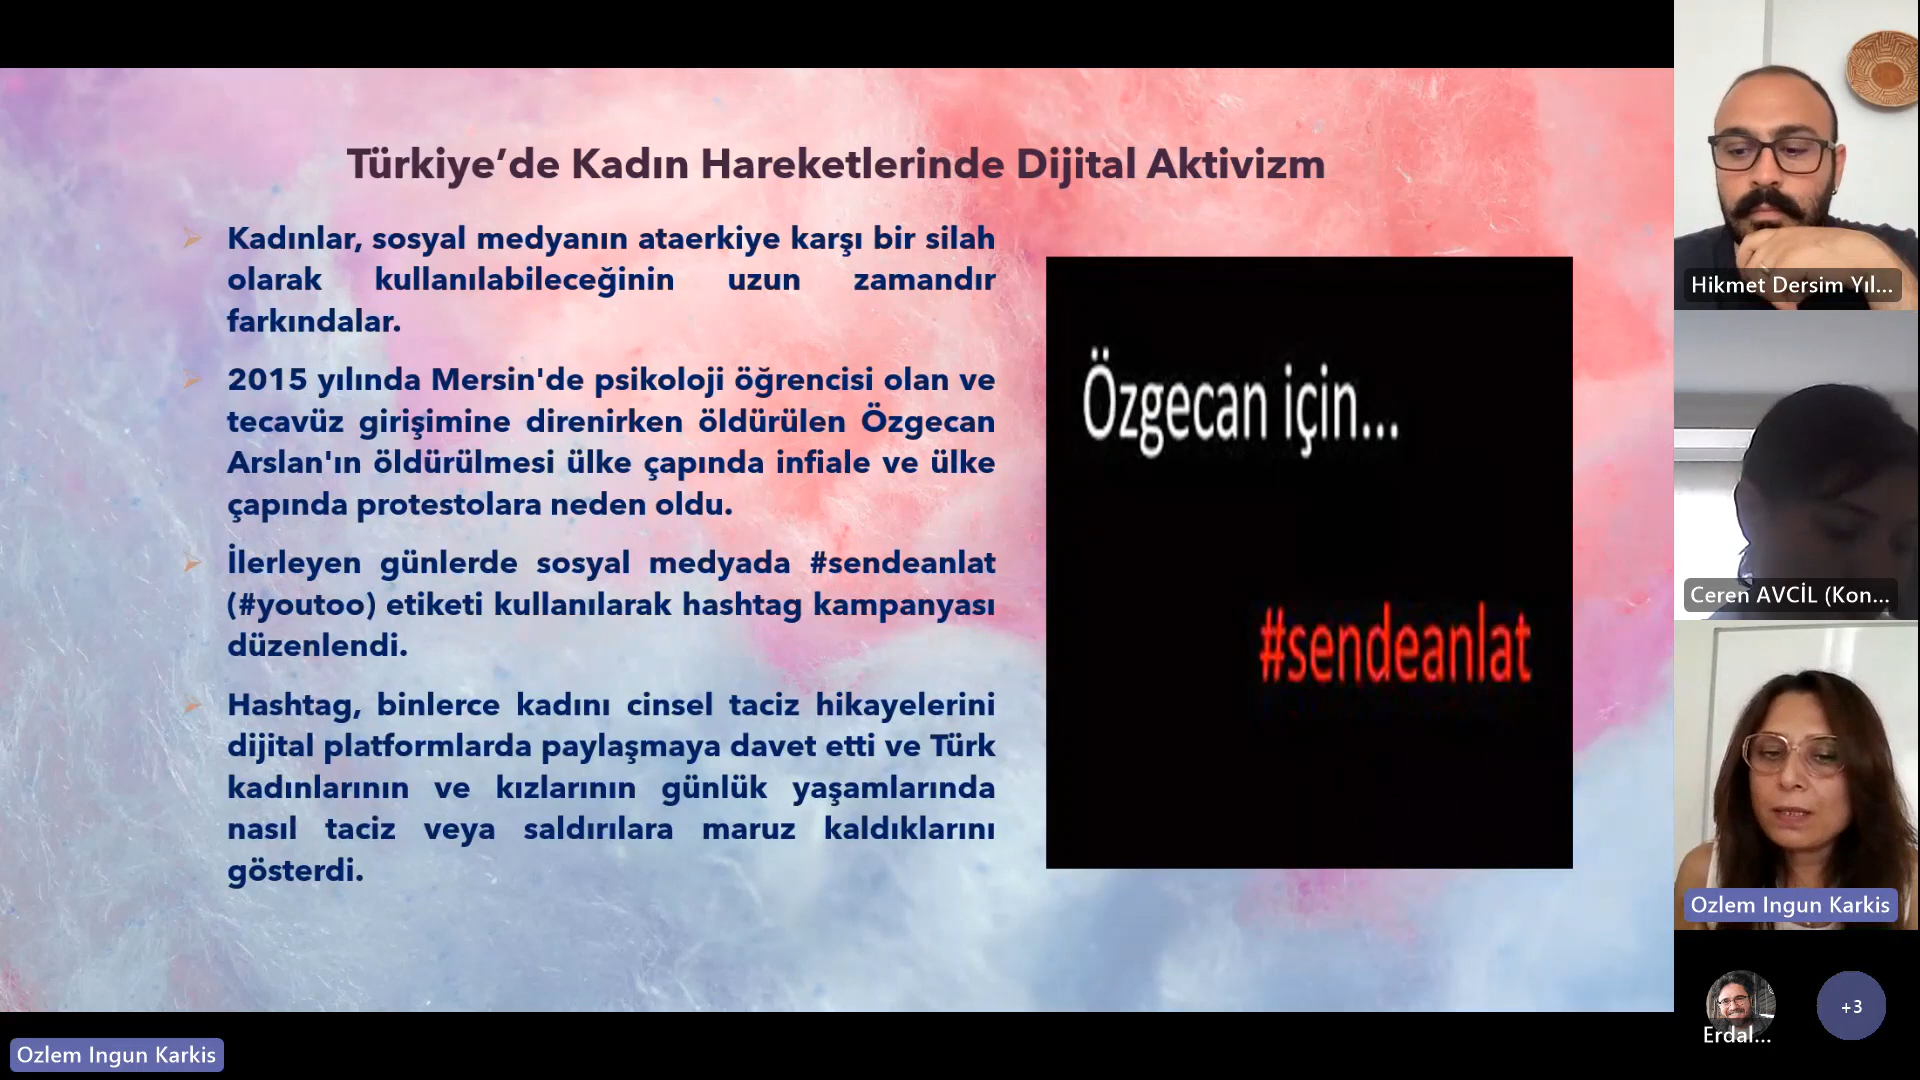 Türkiye’de Kadın Hareketlerinde Dijital Aktivizm
Kadınlar, sosyal medyanın ataerkiye karşı bir silah
olarak kullanılabileceğinin uzun zamandır
farkındalar.
2015 yılında Mersin'de psikoloji öğrencisi olan ve
tecavüz girişimine direnirken öldürülen Özgecan
Arslan'ın öldürülmesi ülke çapında infiale ve ülke
çapında protestolara neden oldu.
İlerleyen günlerde sosyal medyada #sendeanlat
(#youtoo) etiketi kullanılarak hashtag kampanyası
düzenlendi.
Hashtag, binlerce kadını cinsel taciz hikayelerini
dijital platformlarda paylaşmaya davet etti ve Türk
kadınlarının ve kızlarının günlük yaşamlarında
nasıl taciz veya saldırılara maruz kaldıklarını
gösterdi.
Özgecan için...
#sendeanlat
Hikmet Dersim Yıl...
Ceren AVCİL (Kon...
Ozlem Ingun Karkis
Erdal...
+3
Ozlem Ingun Karkis